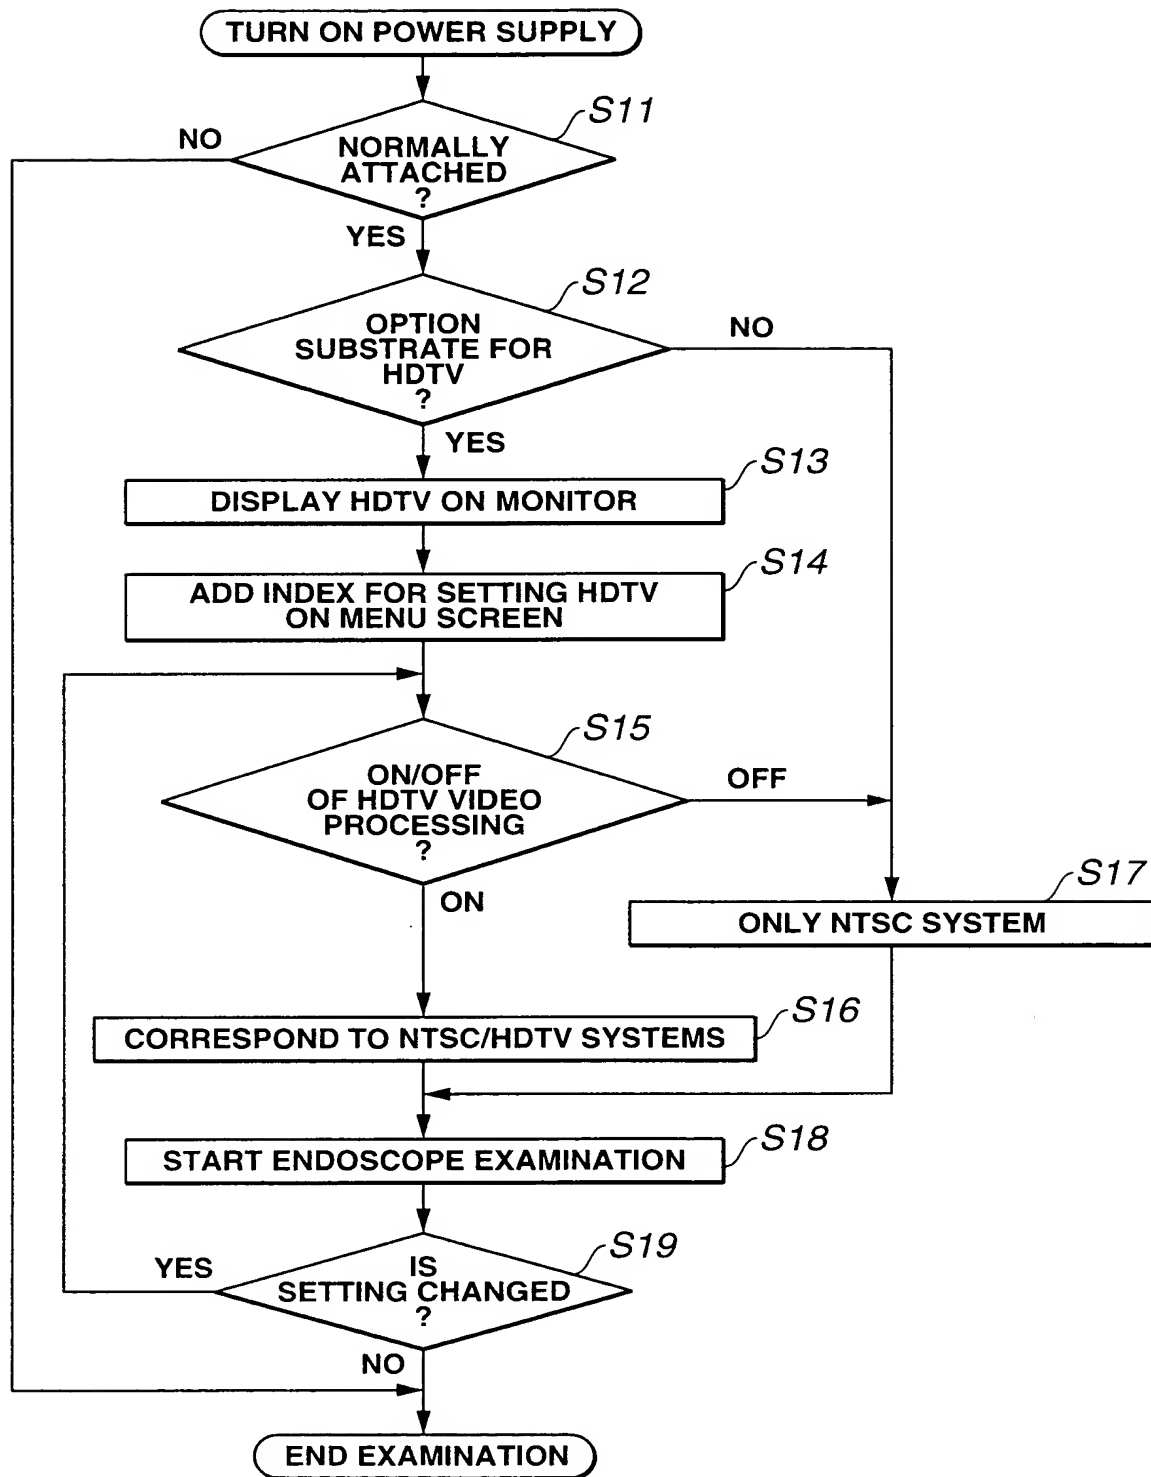 TURN ON POWER SUPPLY
S11
NO
NORMALLY
ATTACHED
?
YES
S12
OPTION
SUBSTRATE FOR
HDTV
?
NO
YES
S13
DISPLAY HDTV ON MONITOR
S14
ADD INDEX FOR SETTING HDTV
ON MENU SCREEN
S15
ON/OFF
OF HDTV VIDEO
PROCESSING
?
OFF
ON
S17
ONLY NTSC SYSTEM
S16
CORRESPOND TO NTSC/HDTV SYSTEMS
S18
START ENDOSCOPE EXAMINATION
S19
YES
IS
SETTING CHANGED
?
NO
END EXAMINATION